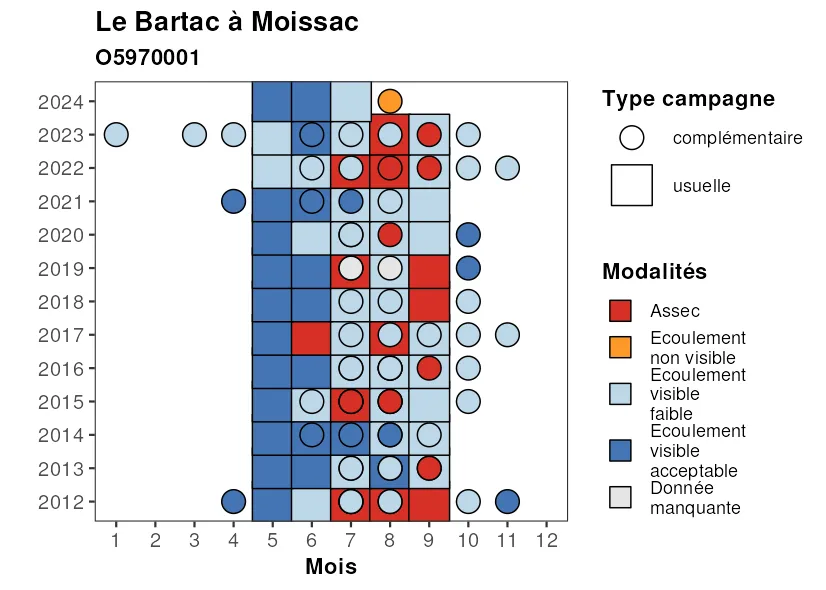 Le Bartac à Moissac
O5970001
2024
2023
2022
2021
2020
2019
2018
2017
2016
2015
2014
2013
2012
1 2 3 4 5 6 7 8 9 10 11 12
Mois
Type campagne
complémentaire
usuelle
Modalités
Assec
Ecoulement
non visible
Ecoulement
visible
faible
Ecoulement
visible
acceptable
Donnée
manquante